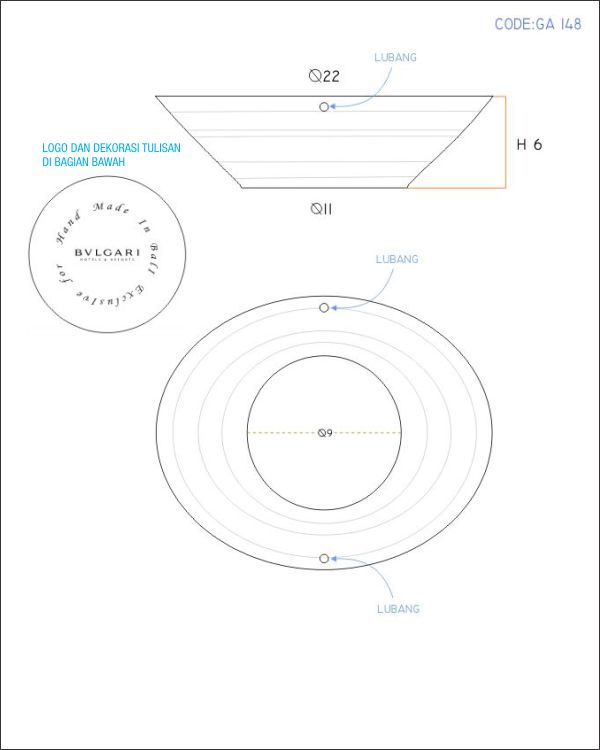 CODE:GA 148
LUBANG
Ø22
H 6
LOGO DAN DEKORASI TULISAN
DI BAGIAN BAWAH
Hand Made In Bali Exclusive for
BVLGARI
HOTELS & RESORTS
Ø11
LUBANG
Ø9
LUBANG